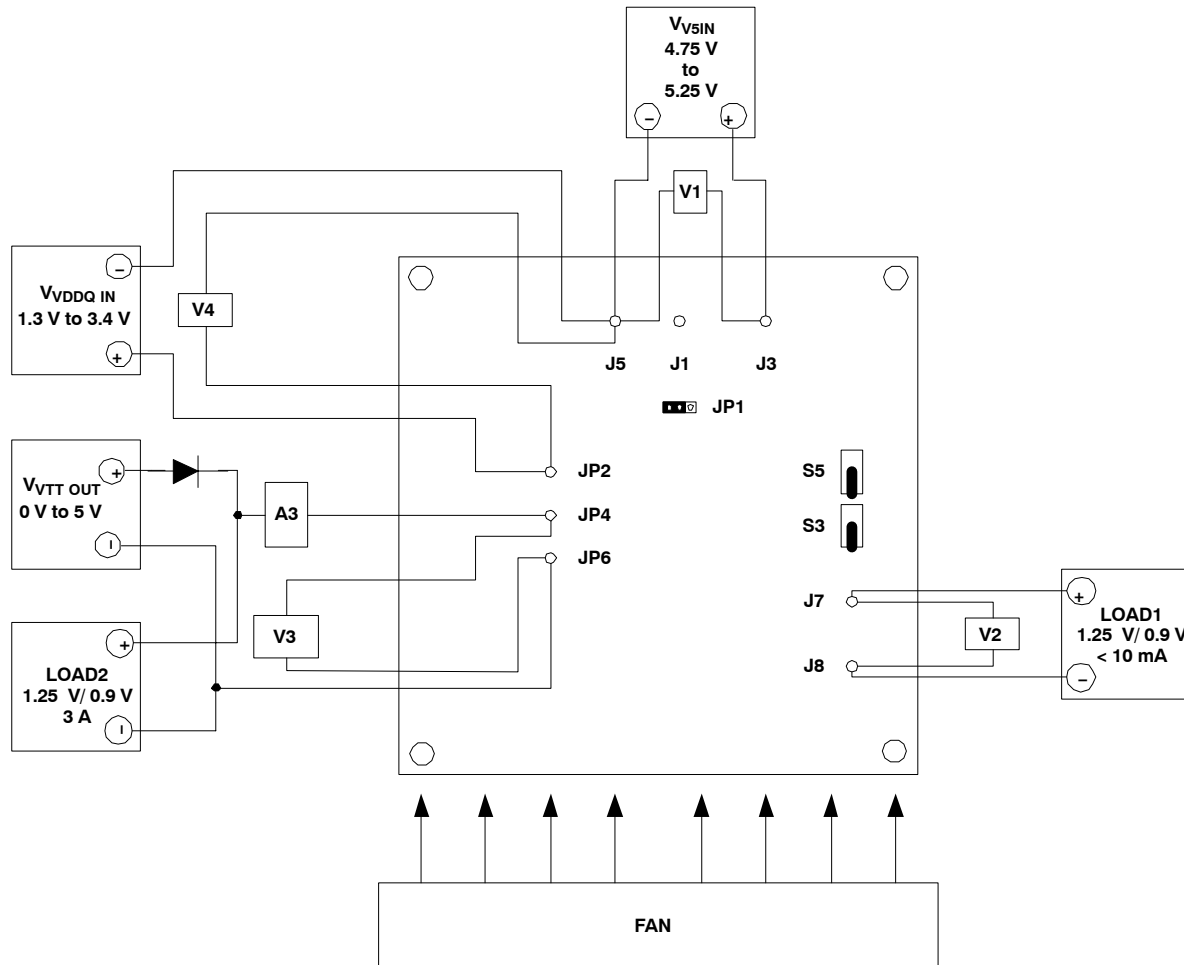 VV5IN
4.75 V
to
5.25 V
−
+
V1
−
VVDDQ IN
1.3 V to 3.4 V
+
V4
J5
J1
J3
JP1
JP2
JP4
JP6
+
VVTT OUT
0 V to 5 V
−
A3
V3
+
LOAD2
1.25 V/ 0.9 V
3 A
−
S5
S3
J7
J8
V2
+
LOAD1
1.25 V/ 0.9 V
< 10 mA
−
FAN